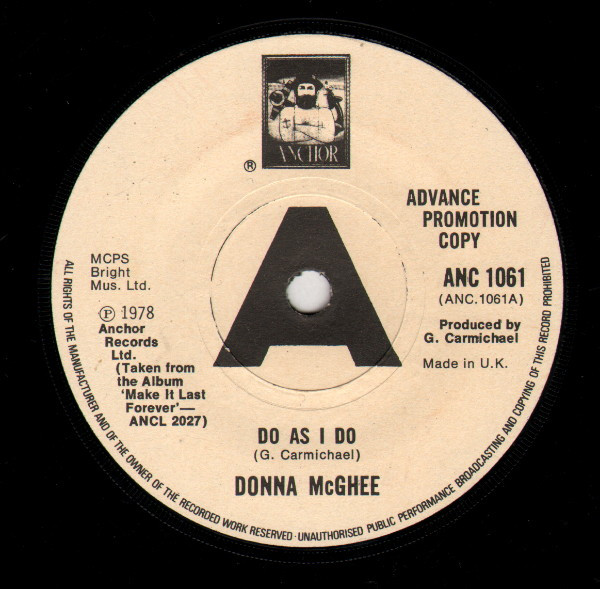 ANCHOR
®
ADVANCE
PROMOTION
COPY
A
MCPS
Bright
Mus. Ltd.
ANC 1061
(ANC.1061A)
℗ 1978
Anchor
Records
Ltd.
(Taken from
the Album
'Make It Last
Forever'—
ANCL 2027)
Produced by
G. Carmichael
Made in U.K.
DO AS I DO
(G. Carmichael)
DONNA McGHEE
ALL RIGHTS OF THE MANUFACTURER AND OF THE OWNER OF THE RECORDED WORK RESERVED · UNAUTHORISED PUBLIC PERFORMANCE BROADCASTING AND COPYING OF THIS RECORD PROHIBITED